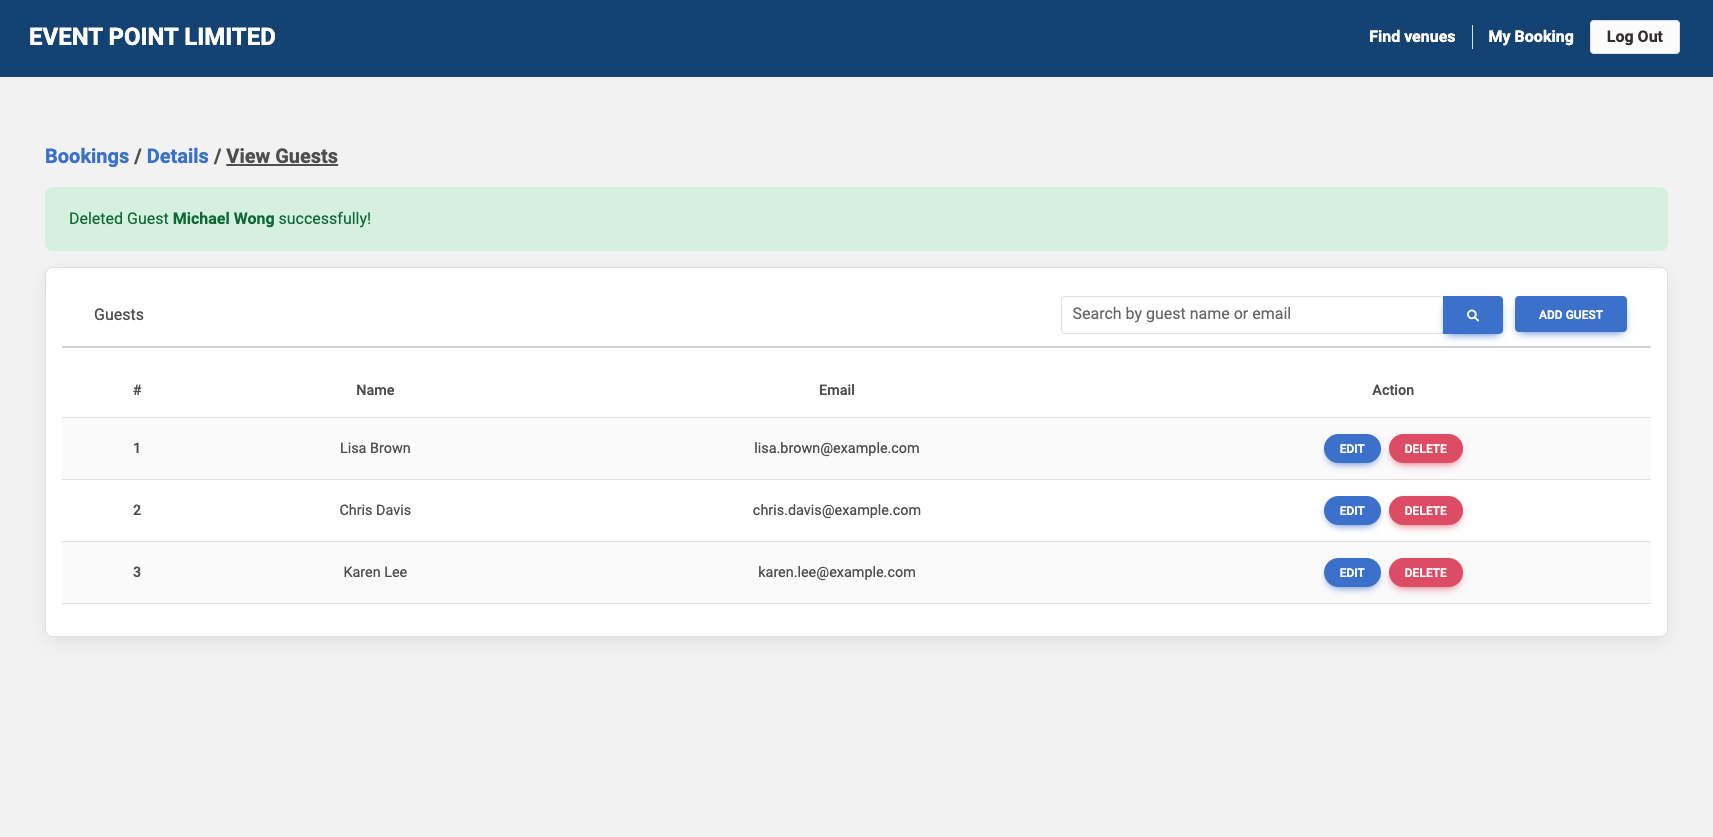 EVENT POINT LIMITED
Find venues
My Booking
Log Out
Bookings / Details / View Guests
Deleted Guest Michael Wong successfully!
Guests
Search by guest name or email
ADD GUEST
# Name Email Action
1 Lisa Brown lisa.brown@example.com EDIT DELETE
2 Chris Davis chris.davis@example.com EDIT DELETE
3 Karen Lee karen.lee@example.com EDIT DELETE